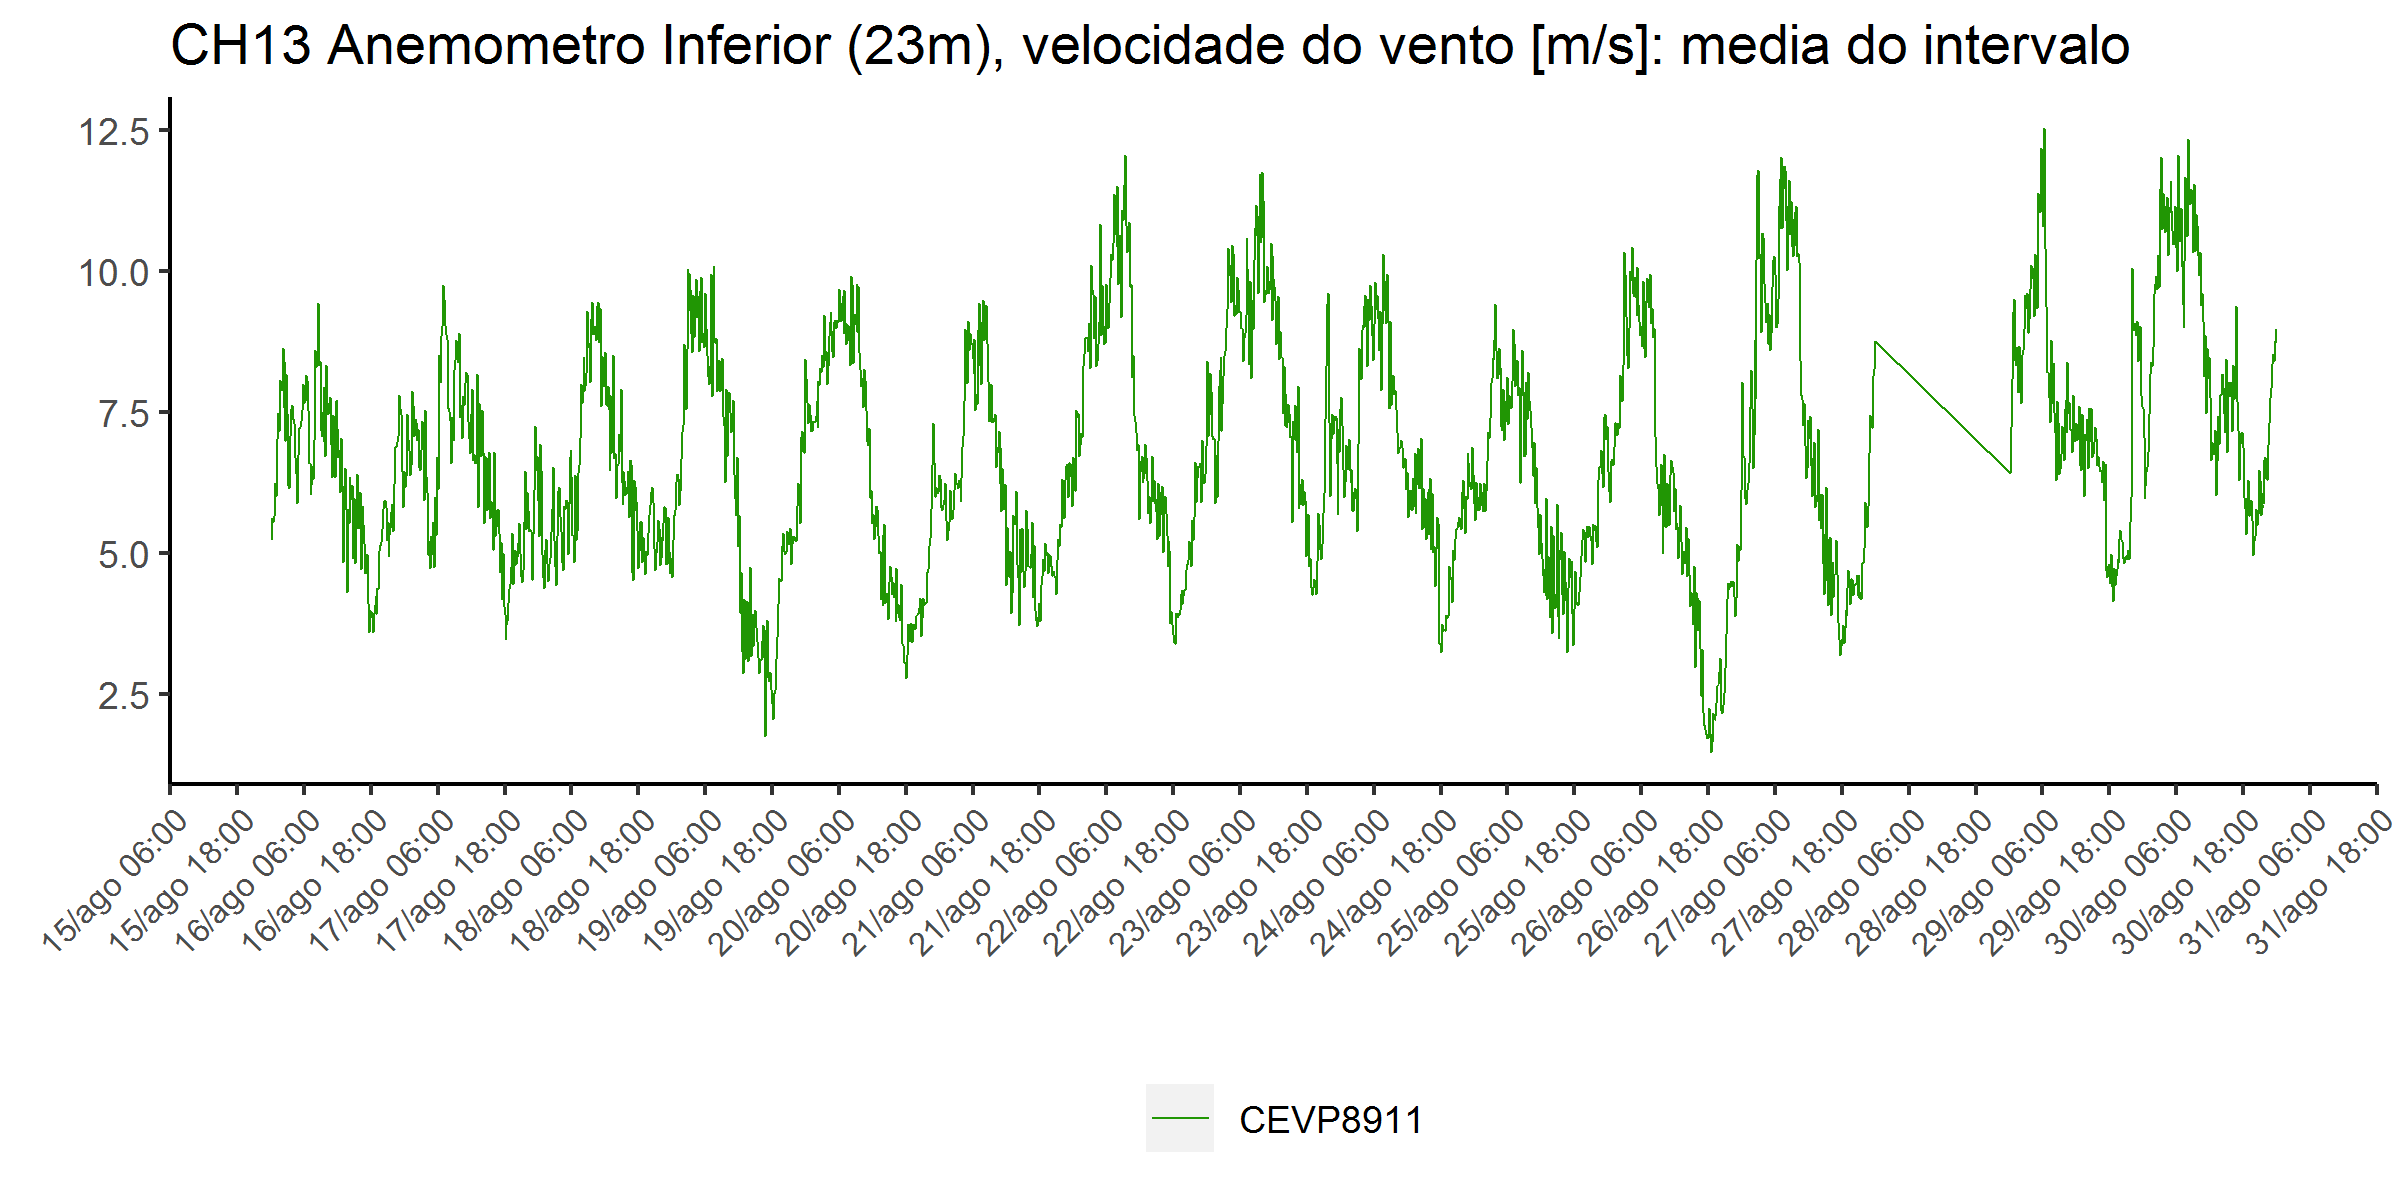 CH13 Anemometro Inferior (23m), velocidade do vento [m/s]: media do intervalo
12.5
10.0
7.5
5.0
2.5
15/ago 06:00
15/ago 18:00
16/ago 06:00
16/ago 18:00
17/ago 06:00
17/ago 18:00
18/ago 06:00
18/ago 18:00
19/ago 06:00
19/ago 18:00
20/ago 06:00
20/ago 18:00
21/ago 06:00
21/ago 18:00
22/ago 06:00
22/ago 18:00
23/ago 06:00
23/ago 18:00
24/ago 06:00
24/ago 18:00
25/ago 06:00
25/ago 18:00
26/ago 06:00
26/ago 18:00
27/ago 06:00
27/ago 18:00
28/ago 06:00
28/ago 18:00
29/ago 06:00
29/ago 18:00
30/ago 06:00
30/ago 18:00
31/ago 06:00
31/ago 18:00
CEVP8911